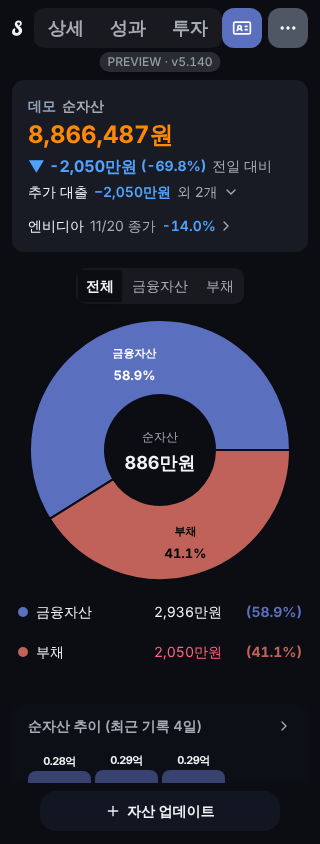 상세 성과 투자
PREVIEW · v5.140
데모 순자산
8,866,487원
▼ -2,050만원 (-69.8%) 전일 대비
추가 대출 −2,050만원 외 2개
엔비디아 11/20 종가 -14.0%
전체 금융자산 부채
금융자산
58.9%
순자산
886만원
부채
41.1%
금융자산 2,936만원 (58.9%)
부채 2,050만원 (41.1%)
순자산 추이 (최근 기록 4일)
0.28억 0.29억 0.29억
+ 자산 업데이트